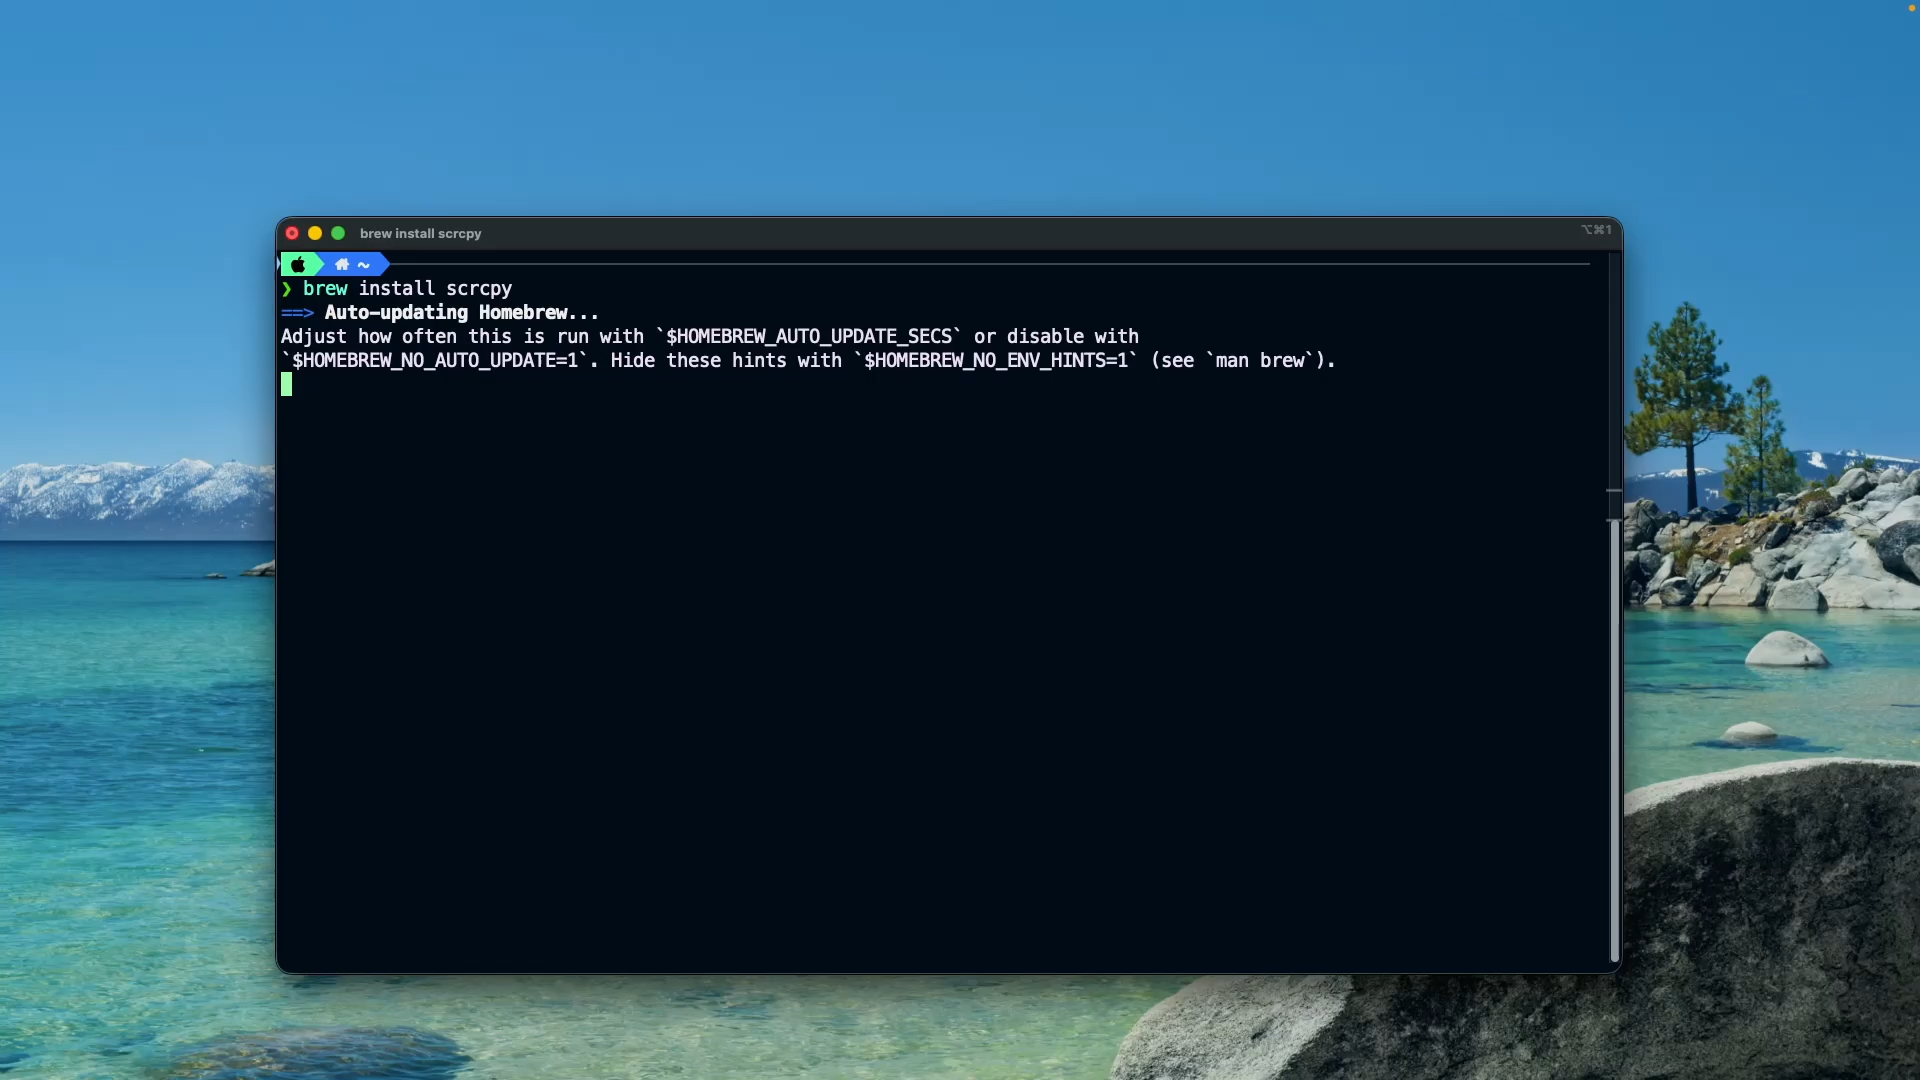 brew install scrcpy
⌥⌘1
~
❯ brew install scrcpy
==> Auto-updating Homebrew...
Adjust how often this is run with `$HOMEBREW_AUTO_UPDATE_SECS` or disable with
`$HOMEBREW_NO_AUTO_UPDATE=1`. Hide these hints with `$HOMEBREW_NO_ENV_HINTS=1` (see `man brew`).